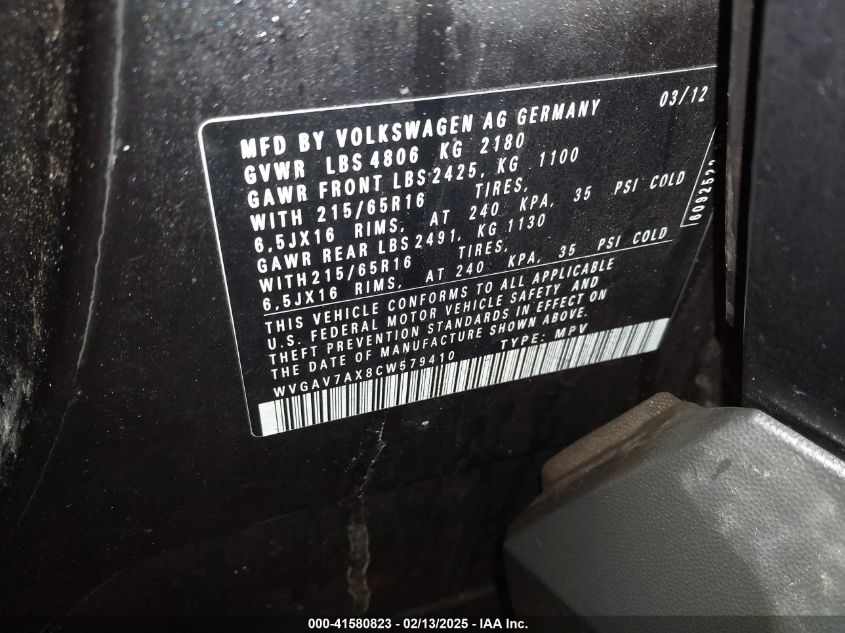 MFD BY VOLKSWAGEN AG GERMANY 03/12
GVWR LBS 4806 KG 2180
GAWR FRONT LBS 2425, KG 1100
WITH 215/65R16 TIRES,
6,5JX16 RIMS, AT 240 KPA, 35 PSI COLD
GAWR REAR LBS 2491, KG 1130
WITH 215/65R16 TIRES,
6,5JX16 RIMS, AT 240 KPA, 35 PSI COLD
THIS VEHICLE CONFORMS TO ALL APPLICABLE
U.S. FEDERAL MOTOR VEHICLE SAFETY AND
THEFT PREVENTION STANDARDS IN EFFECT ON
THE DATE OF MANUFACTURE SHOWN ABOVE.
WVGAV7AX8CW579410 TYPE: MPV
000-41580823 - 02/13/2025 - IAA Inc.